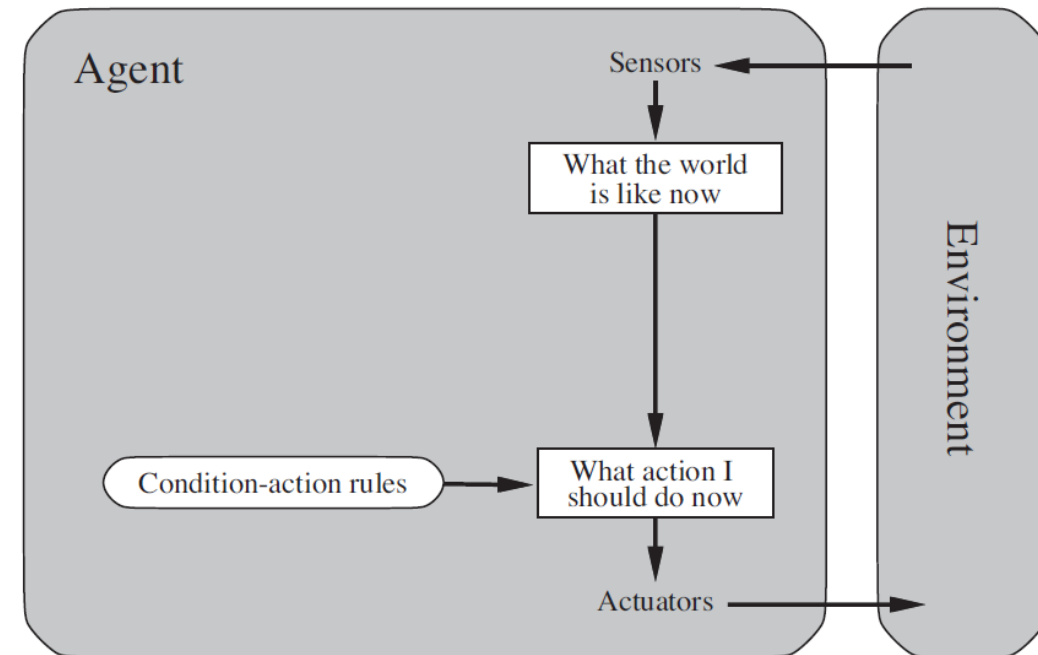 Agent
Sensors
What the world
is like now
Environment
Condition-action rules
What action I
should do now
Actuators